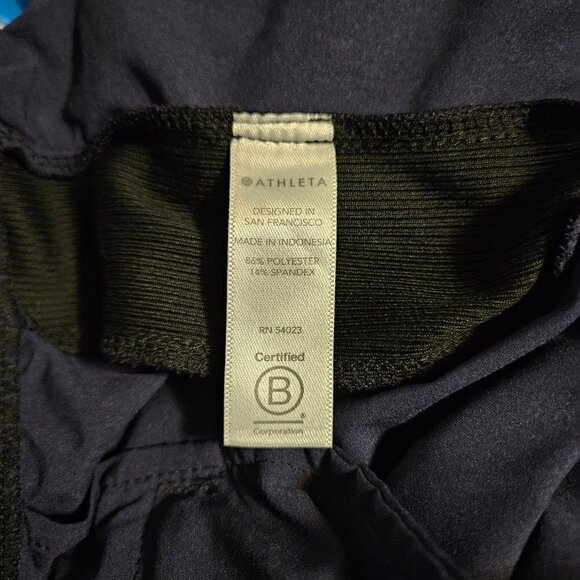 ATHLETA
DESIGNED IN
SAN FRANCISCO
MADE IN INDONESIA
86% POLYESTER
14% SPANDEX
RN 54023
Certified
B
Corporation